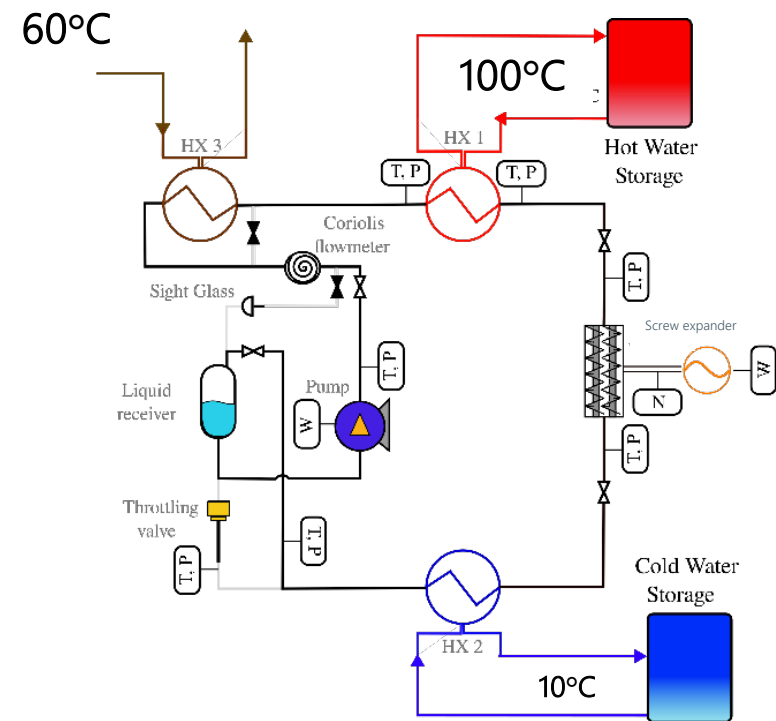 60°C
100°C
HX 3
HX 1
Hot Water
Storage
T, P
T, P
Coriolis
flowmeter
T, P
Sight Glass
Screw expander
T, P
Liquid
receiver
Pump
W
W
N
T, P
Throttling
valve
T, P
T, P
Cold Water
Storage
HX 2
10°C